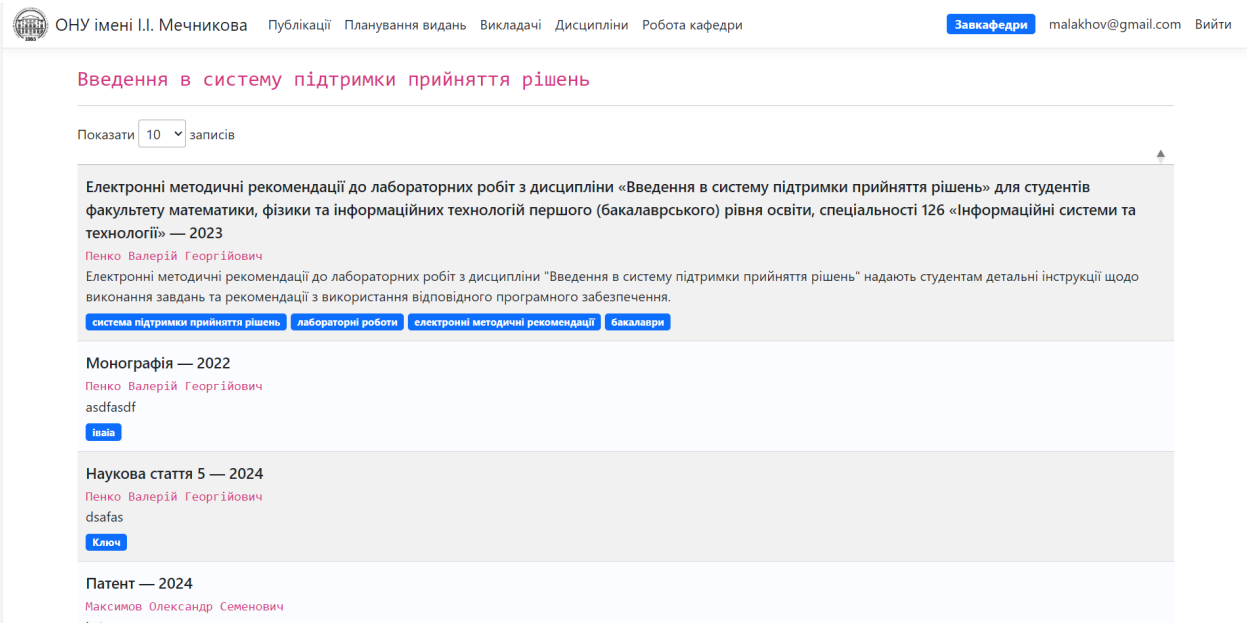 ОНУ імені І.І. Мечникова Публікації Планування видань Викладачі Дисципліни Робота кафедри Завкафедри malakhov@gmail.com Вийти
Введення в систему підтримки прийняття рішень
Показати 10 записів
Електронні методичні рекомендації до лабораторних робіт з дисципліни «Введення в систему підтримки прийняття рішень» для студентів
факультету математики, фізики та інформаційних технологій першого (бакалаврського) рівня освіти, спеціальності 126 «Інформаційні системи та
технології» — 2023
Пенко Валерій Георгійович
Електронні методичні рекомендації до лабораторних робіт з дисципліни "Введення в систему підтримки прийняття рішень" надають студентам детальні інструкції щодо
виконання завдань та рекомендації з використання відповідного програмного забезпечення.
система підтримки прийняття рішень лабораторні роботи електронні методичні рекомендації бакалаври
Монографія — 2022
Пенко Валерій Георгійович
asdfasdf
іваіа
Наукова стаття 5 — 2024
Пенко Валерій Георгійович
dsafas
Ключ
Патент — 2024
Максимов Олександр Семенович